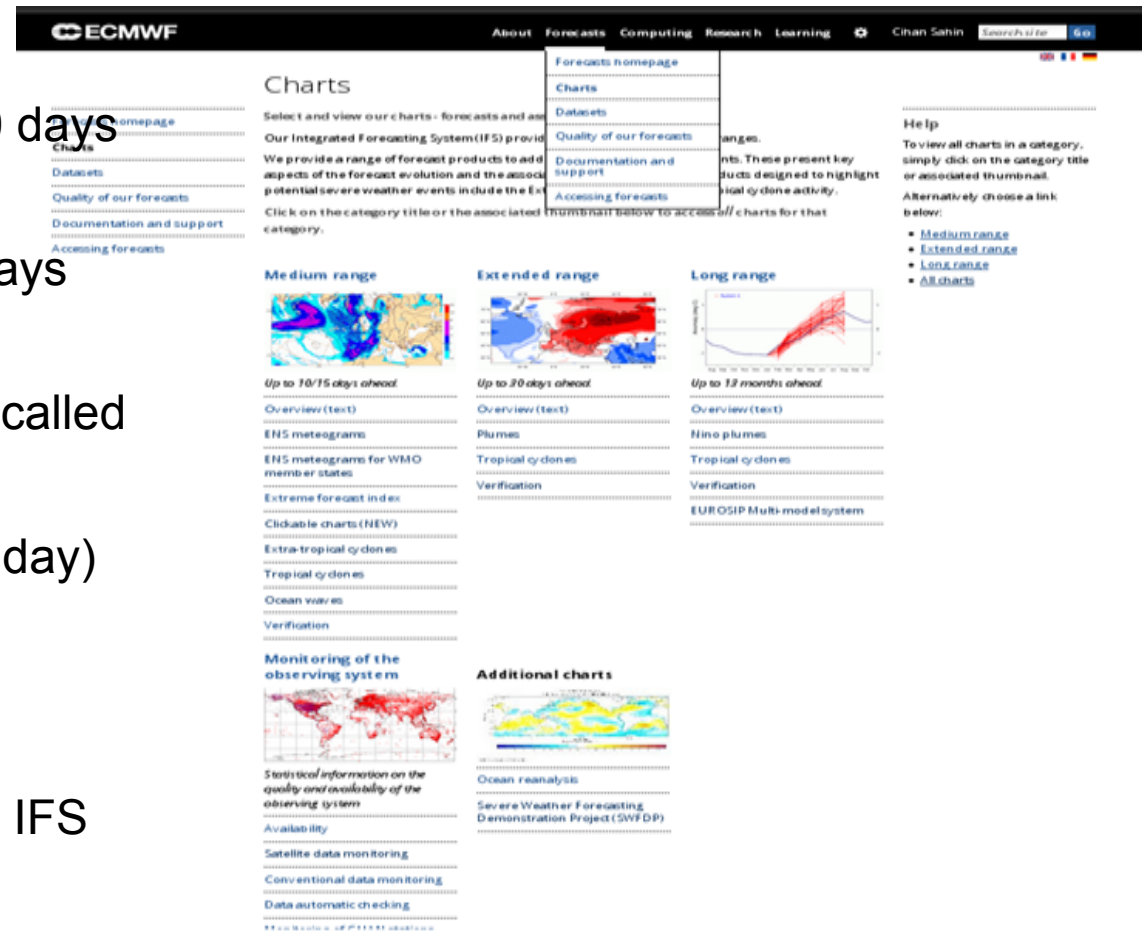 ECMWF
About Forecasts Computing Research Learning Cihan Sahin Search site Go
Forecasts homepage
Charts
Datasets
Quality of our forecasts
Documentation and
support
Accessing forecasts
days
ays
called
day)
IFS
homepage
Charts
Datasets
Quality of our forecasts
Documentation and support
Accessing forecasts
Charts
Select and view our charts - forecasts and
Our Integrated Forecasting System (IFS) anges.
We provide a range of forecast products to nts. These present key
aspects of the forecast evolution and the ducts designed to highlight
potential severe weather events include the ical cyclone activity.
Click on the category title or the associated thumbnail below to access all charts for that
category.
Medium range
Up to 10/15 days ahead.
Overview (text)
ENS meteograms
ENS meteograms for WMO
member states
Extreme forecast index
Clickable charts (NEW)
Extra-tropical cyclones
Tropical cyclones
Ocean waves
Verification
Extended range
Up to 30 days ahead.
Overview (text)
Plumes
Tropical cyclones
Verification
Long range
Up to 13 months ahead.
Overview (text)
Nino plumes
Tropical cyclones
Verification
EUROSIP Multi-model system
Monitoring of the
observing system
Statistical information on the
quality and availability of the
observing system
Availability
Satellite data monitoring
Conventional data monitoring
Data automatic checking
Additional charts
Ocean reanalysis
Severe Weather Forecasting
Demonstration Project (SWFDP)
Help
To view all charts in a category,
simply click on the category title
or associated thumbnail.
Alternatively choose a link
below:
Medium range
Extended range
Long range
All charts